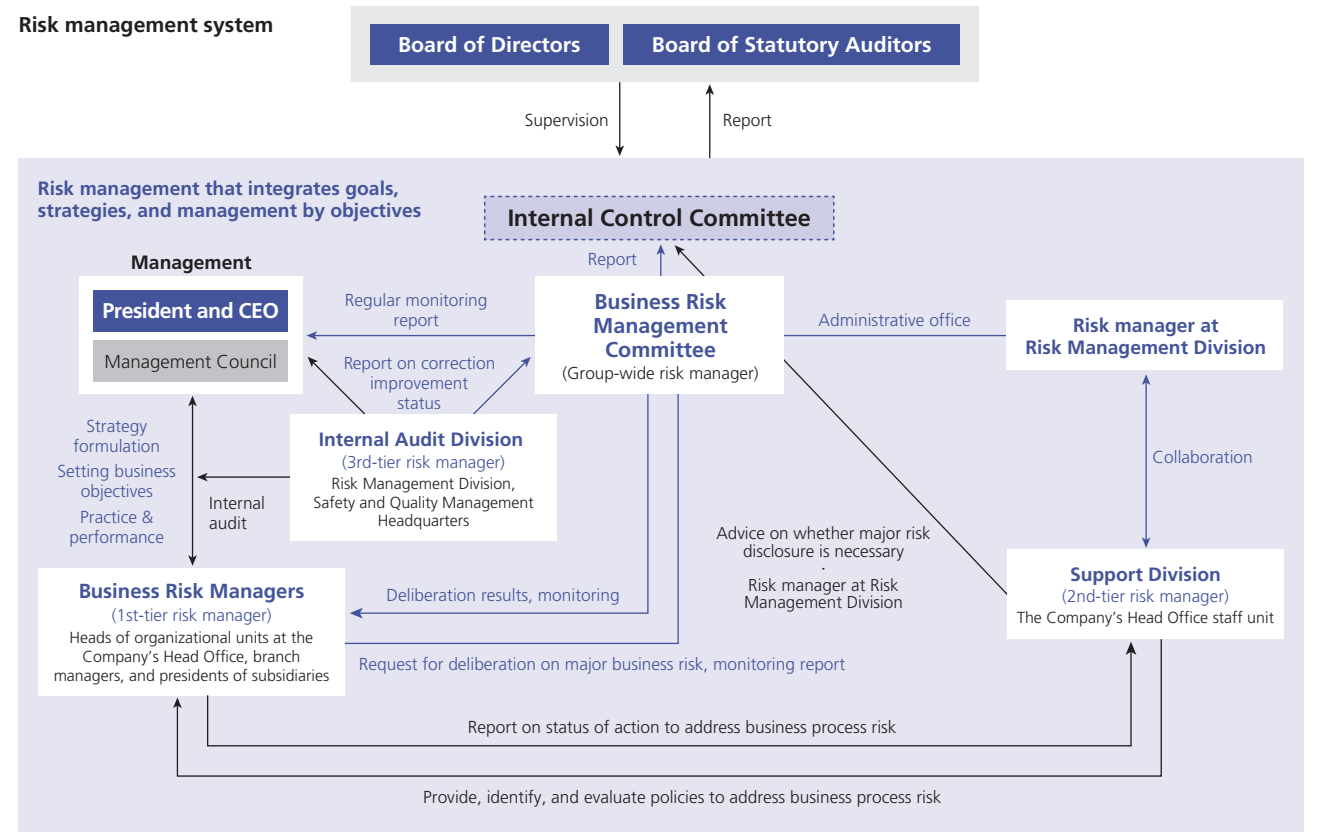 Risk management system
Board of Directors
Board of Statutory Auditors
Supervision
Report
Risk management that integrates goals,
strategies, and management by objectives
Internal Control Committee
Report
Management
President and CEO
Management Council
Regular monitoring
report
Business Risk
Management
Committee
(Group-wide risk manager)
Administrative office
Risk manager at
Risk Management Division
Report on correction
improvement
status
Strategy
formulation
Setting business
objectives
Practice &
performance
Internal
audit
Internal Audit Division
(3rd-tier risk manager)
Risk Management Division,
Safety and Quality Management
Headquarters
Collaboration
Advice on whether major risk
disclosure is necessary
·
Risk manager at Risk
Management Division
Support Division
(2nd-tier risk manager)
The Company's Head Office staff unit
Business Risk Managers
(1st-tier risk manager)
Heads of organizational units at the
Company's Head Office, branch
managers, and presidents of subsidiaries
Deliberation results, monitoring
Request for deliberation on major business risk, monitoring report
Report on status of action to address business process risk
Provide, identify, and evaluate policies to address business process risk